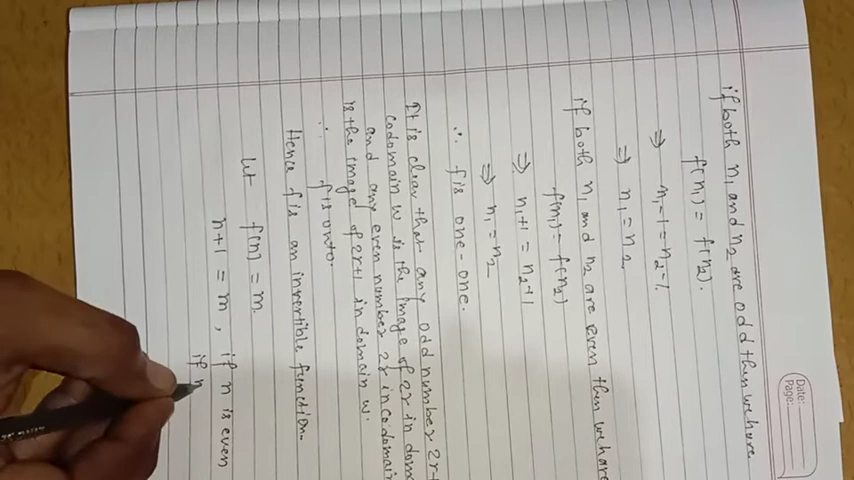 Date:
Page:
if both n₁ and n₂ are odd then we have
f(n₁) = f(n₂).
⇒ n₁-1 = n₂-1.
⇒ n₁ = n₂
if both n₁ and n₂ are even then we have
f(n₁) = f(n₂)
⇒ n₁+1 = n₂+1
⇒ n₁ = n₂
∴ f is one-one.
It is clear that any odd number 2r+
codomain W is the image of 2r in dom
and any even number 2r in codomain
is the image of 2r+1 in domain W.
∴ f is onto.
Hence f is an invertible function.
let f(n) = m.
n+1 = m, if n is even
if n